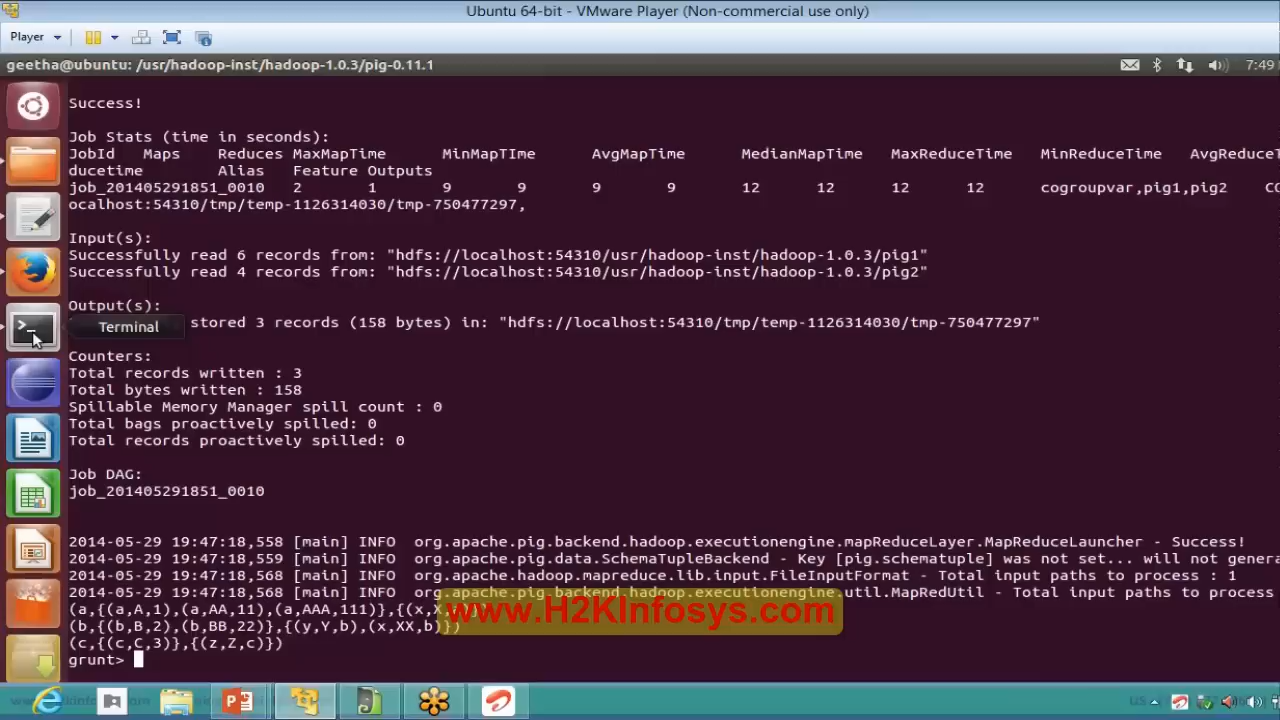 Ubuntu 64-bit - VMware Player (Non-commercial use only)
Player
geetha@ubuntu: /usr/hadoop-inst/hadoop-1.0.3/pig-0.11.1
7:49
Success!
Job Stats (time in seconds):
JobId Maps Reduces MaxMapTime MinMapTIme AvgMapTime MedianMapTime MaxReduceTime MinReduceTime AvgReduceT
ducetime Alias Feature Outputs
job_201405291851_0010 2 1 9 9 9 9 12 12 12 12 cogroupvar,pig1,pig2 CO
ocalhost:54310/tmp/temp-1126314030/tmp-750477297,
Input(s):
Successfully read 6 records from: "hdfs://localhost:54310/usr/hadoop-inst/hadoop-1.0.3/pig1"
Successfully read 4 records from: "hdfs://localhost:54310/usr/hadoop-inst/hadoop-1.0.3/pig2"
Output(s):
Terminal
stored 3 records (158 bytes) in: "hdfs://localhost:54310/tmp/temp-1126314030/tmp-750477297"
Counters:
Total records written : 3
Total bytes written : 158
Spillable Memory Manager spill count : 0
Total bags proactively spilled: 0
Total records proactively spilled: 0
Job DAG:
job_201405291851_0010
2014-05-29 19:47:18,558 [main] INFO org.apache.pig.backend.hadoop.executionengine.mapReduceLayer.MapReduceLauncher - Success!
2014-05-29 19:47:18,559 [main] INFO org.apache.pig.data.SchemaTupleBackend - Key [pig.schematuple] was not set... will not genera
2014-05-29 19:47:18,568 [main] INFO org.apache.hadoop.mapreduce.lib.input.FileInputFormat - Total input paths to process : 1
2014-05-29 19:47:18,568 [main] INFO org.apache.pig.backend.hadoop.executionengine.util.MapRedUtil - Total input paths to process
(a,{(a,A,1),(a,AA,11),(a,AAA,111)},{(x,X,
www.H2KInfosys.com
(b,{(b,B,2),(b,BB,22)},{(y,Y,b),(x,XX,b)})
(c,{(c,C,3)},{(z,Z,c)})
grunt>